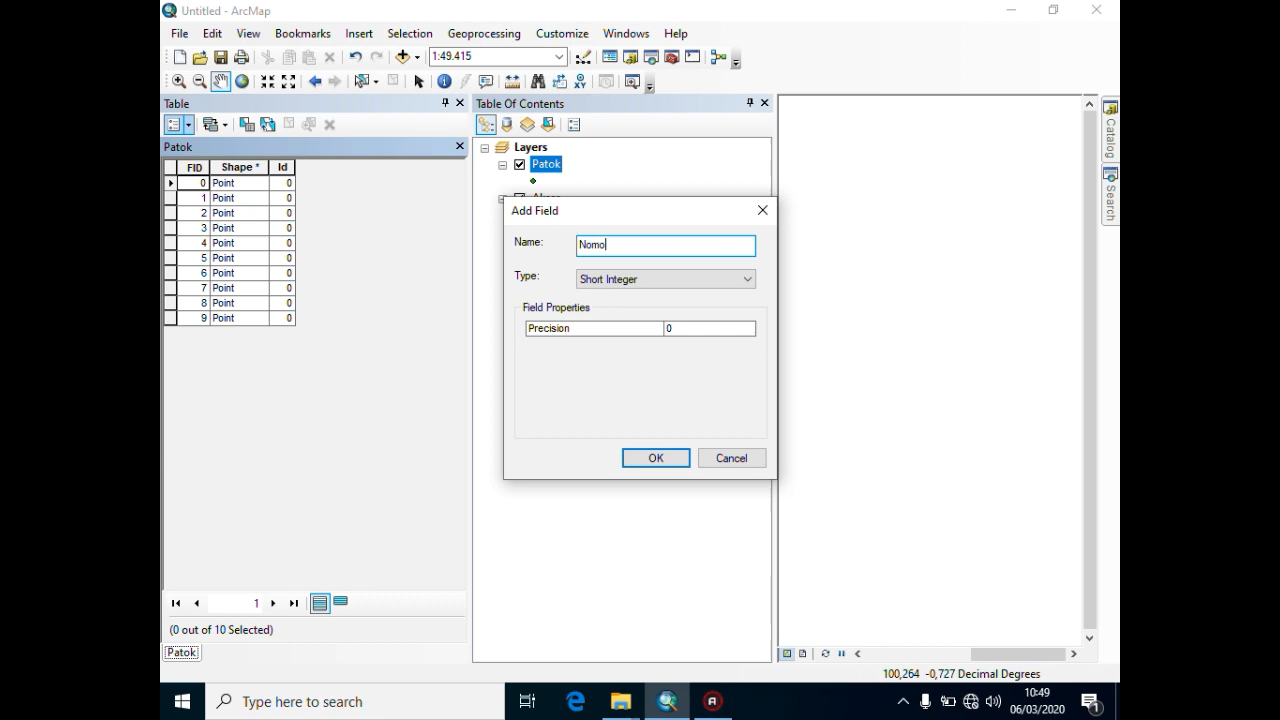 Untitled - ArcMap
File Edit View Bookmarks Insert Selection Geoprocessing Customize Windows Help
1:49.415
Table
Table Of Contents
Patok
Layers
Patok
FID Shape * Id
0 Point 0
1 Point 0
2 Point 0
3 Point 0
4 Point 0
5 Point 0
6 Point 0
7 Point 0
8 Point 0
9 Point 0
Add Field
Name: Nomo
Type: Short Integer
Field Properties
Precision 0
OK Cancel
Catalog
Search
1
(0 out of 10 Selected)
Patok
100,264 -0,727 Decimal Degrees
Type here to search
10:49
06/03/2020
1